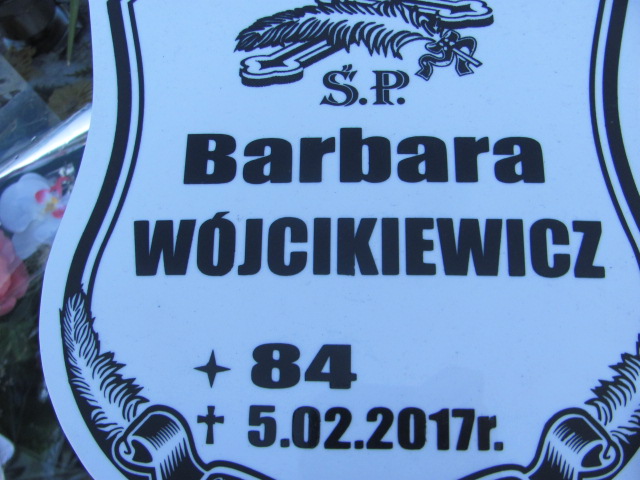 Ś.P.
Barbara
WÓJCIKIEWICZ
84
5.02.2017r.